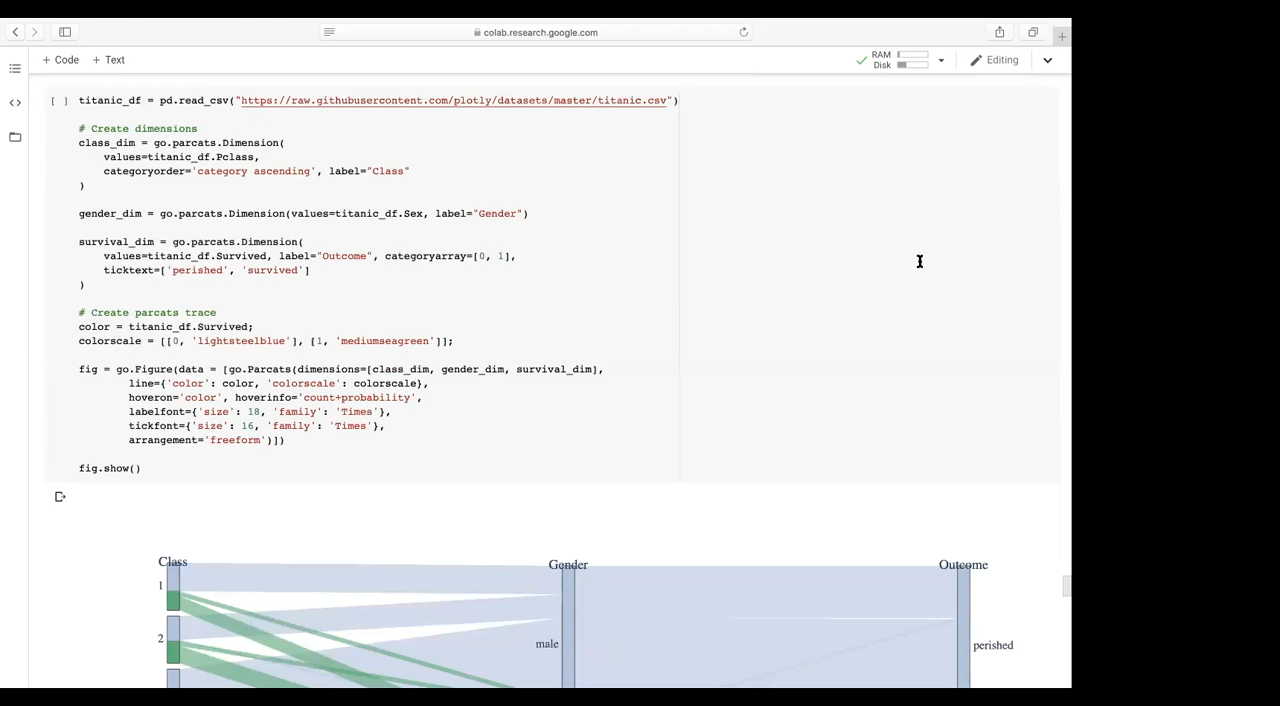 colab.research.google.com
+ Code + Text
RAM
Disk
Editing
[ ] titanic_df = pd.read_csv("https://raw.githubusercontent.com/plotly/datasets/master/titanic.csv")
# Create dimensions
class_dim = go.parcats.Dimension(
values=titanic_df.Pclass,
categoryorder='category ascending', label="Class"
)
gender_dim = go.parcats.Dimension(values=titanic_df.Sex, label="Gender")
survival_dim = go.parcats.Dimension(
values=titanic_df.Survived, label="Outcome", categoryarray=[0, 1],
ticktext=['perished', 'survived']
)
# Create parcats trace
color = titanic_df.Survived;
colorscale = [[0, 'lightsteelblue'], [1, 'mediumseagreen']];
fig = go.Figure(data = [go.Parcats(dimensions=[class_dim, gender_dim, survival_dim],
line={'color': color, 'colorscale': colorscale},
hoveron='color', hoverinfo='count+probability',
labelfont={'size': 18, 'family': 'Times'},
tickfont={'size': 16, 'family': 'Times'},
arrangement='freeform')])
fig.show()
Class Gender Outcome
1
2
male perished